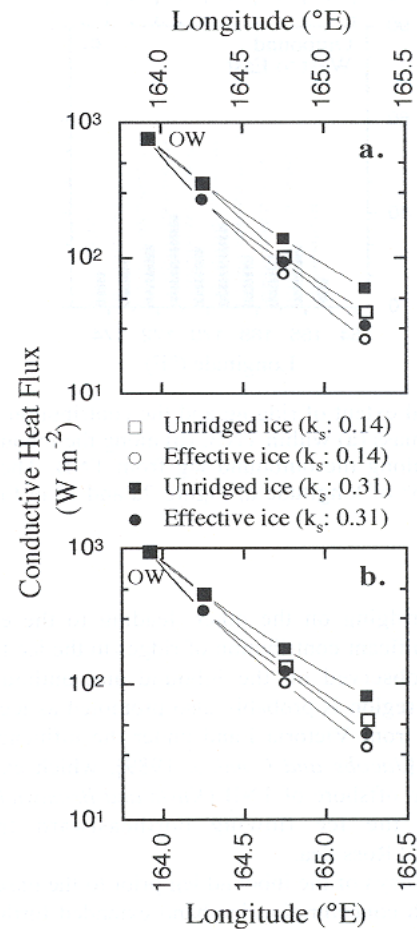 Longitude (°E)
164.0 164.5 165.0 165.5
10³
OW
a.
10²
10¹
Conductive Heat Flux
(W m⁻²)
□ Unridged ice (kₛ: 0.14)
○ Effective ice (kₛ: 0.14)
■ Unridged ice (kₛ: 0.31)
● Effective ice (kₛ: 0.31)
10³
OW
b.
10²
10¹
164.0 164.5 165.0 165.5
Longitude (°E)